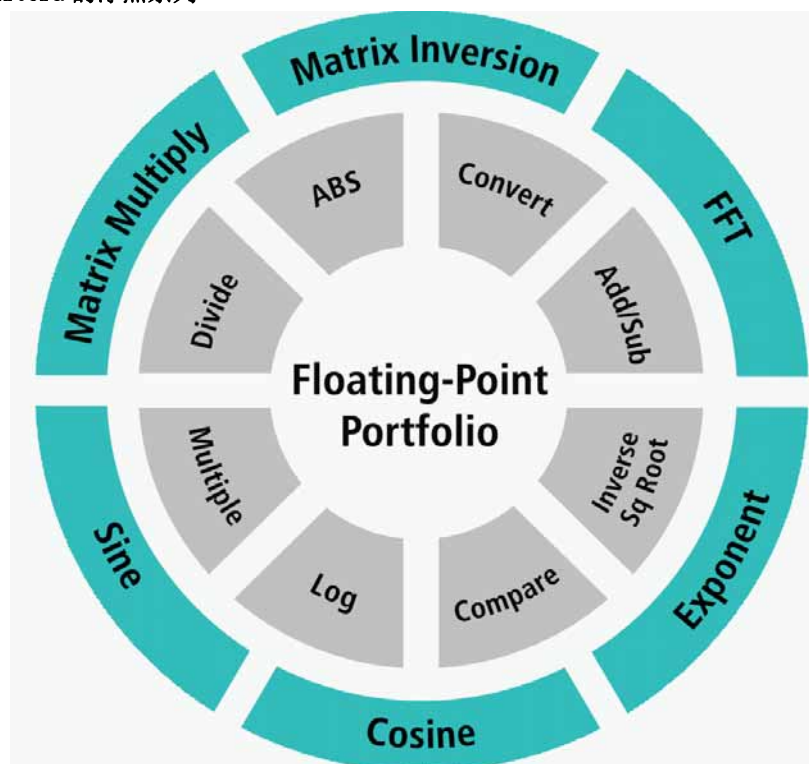 Matrix Inversion
FFT
Exponent
Cosine
Sine
Matrix Multiply
ABS
Convert
Add/Sub
Inverse
Sq Root
Compare
Log
Multiple
Divide
Floating-Point
Portfolio